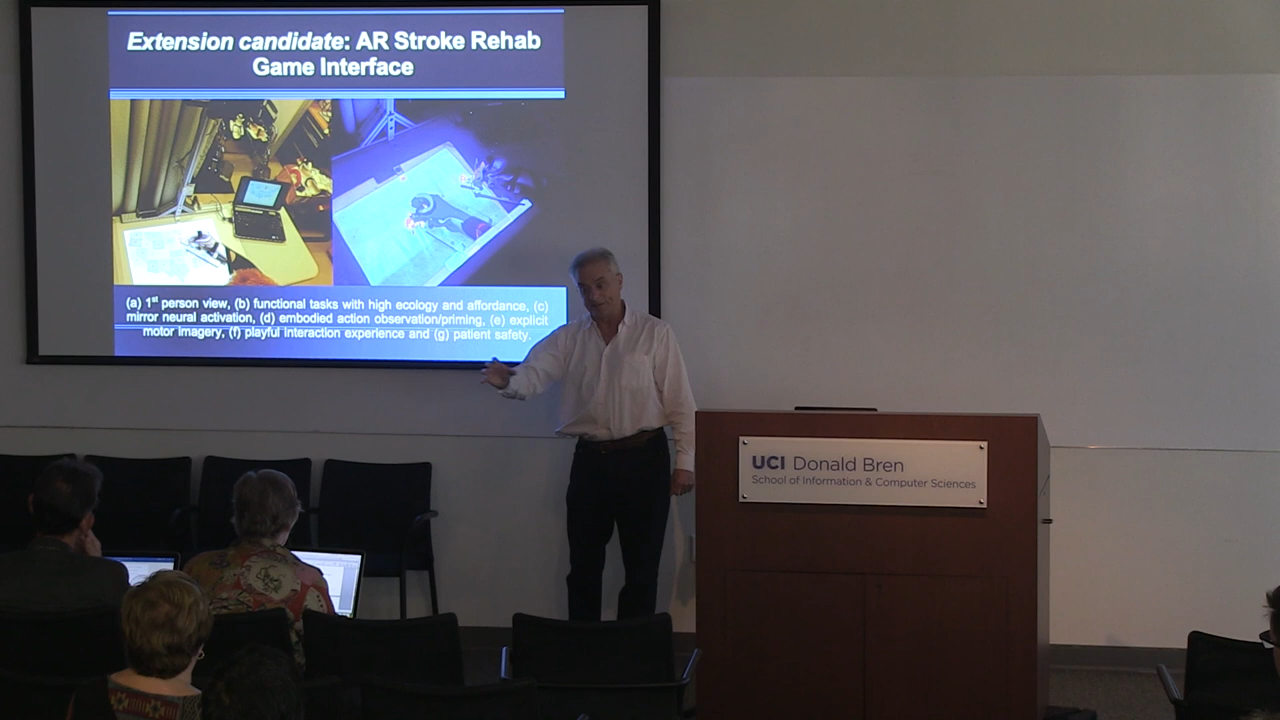 Extension candidate: AR Stroke Rehab
Game Interface
(a) 1st person view, (b) functional tasks with high ecology and affordance, (c)
mirror neural activation, (d) embodied action observation/priming, (e) explicit
motor imagery, (f) playful interaction experience and (g) patient safety.
UCI Donald Bren
School of Information & Computer Sciences